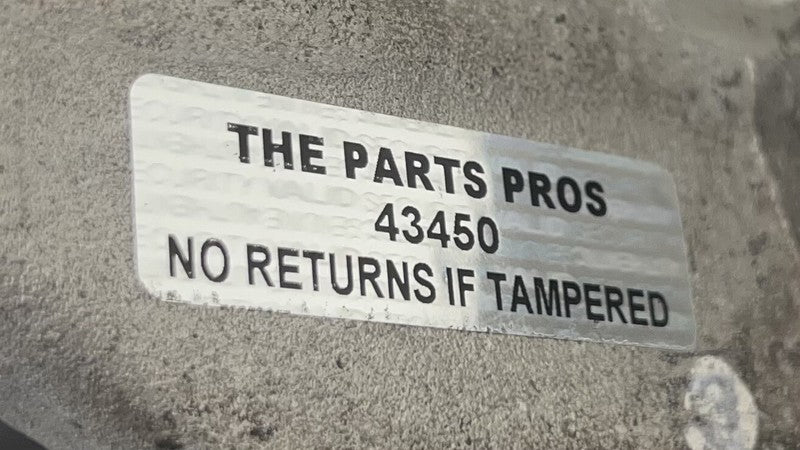 THE PARTS PROS
43450
NO RETURNS IF TAMPERED